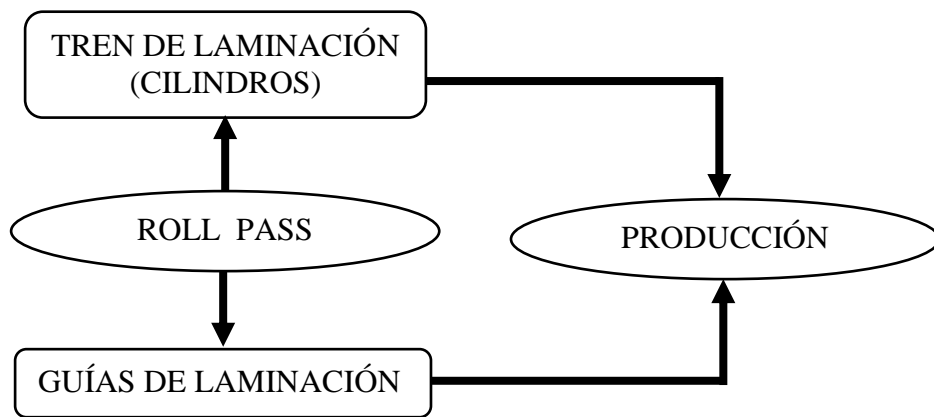 TREN DE LAMINACIÓN
(CILINDROS)
ROLL PASS
PRODUCCIÓN
GUÍAS DE LAMINACIÓN